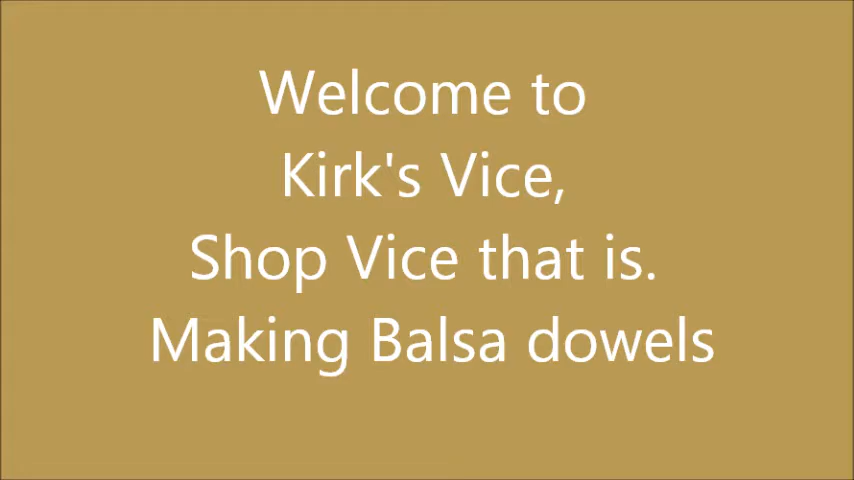 Welcome to
Kirk's Vice,
Shop Vice that is.
Making Balsa dowels